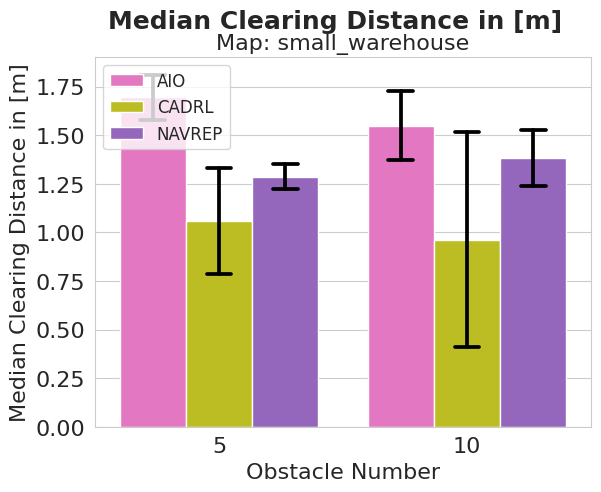 Median Clearing Distance in [m]
Map: small_warehouse
Median Clearing Distance in [m]
1.75
1.50
1.25
1.00
0.75
0.50
0.25
0.00
AIO
CADRL
NAVREP
5
10
Obstacle Number